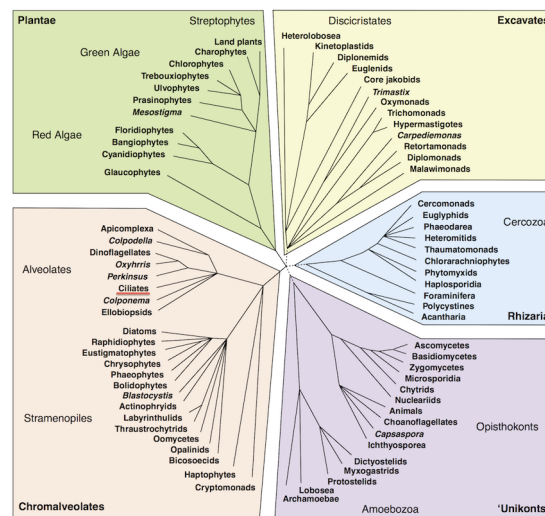 Plantae
Streptophytes
Land plants
Green Algae
Charophytes
Chlorophytes
Trebouxiophytes
Ulvophytes
Prasinophytes
Mesostigma
Red Algae
Floridiophytes
Bangiophytes
Cyanidiophytes
Glaucophytes
Discicristates
Excavates
Heterolobosea
Kinetoplastids
Diplonemids
Euglenids
Core jakobids
Trimastix
Oxymonads
Trichomonads
Hypermastigotes
Carpediemonas
Retortamonads
Diplomonads
Malawimonads
Cercomonads
Euglyphids
Phaeodarea
Cercozoa
Heteromitids
Thaumatomonads
Chlorarachniophytes
Phytomyxids
Haplosporidia
Foraminifera
Polycystines
Rhizaria
Acantharia
Apicomplexa
Colpodella
Dinoflagellates
Alveolates
Oxyhrris
Perkinsus
Ciliates
Colponema
Ellobiopsids
Diatoms
Raphidiophytes
Eustigmatophytes
Chrysophytes
Phaeophytes
Bolidophytes
Blastocystis
Actinophryids
Stramenopiles
Labyrinthulids
Thraustrochytrids
Oomycetes
Opalinids
Bicosoecids
Haptophytes
Cryptomonads
Chromalveolates
Ascomycetes
Basidiomycetes
Zygomycetes
Microsporidia
Chytrids
Nucleariids
Animals
Choanoflagellates
Opisthokonts
Capsaspora
Ichthyosporea
Dictyostelids
Myxogastrids
Protostelids
Lobosea
Archamoebae
Amoebozoa
'Unikonts